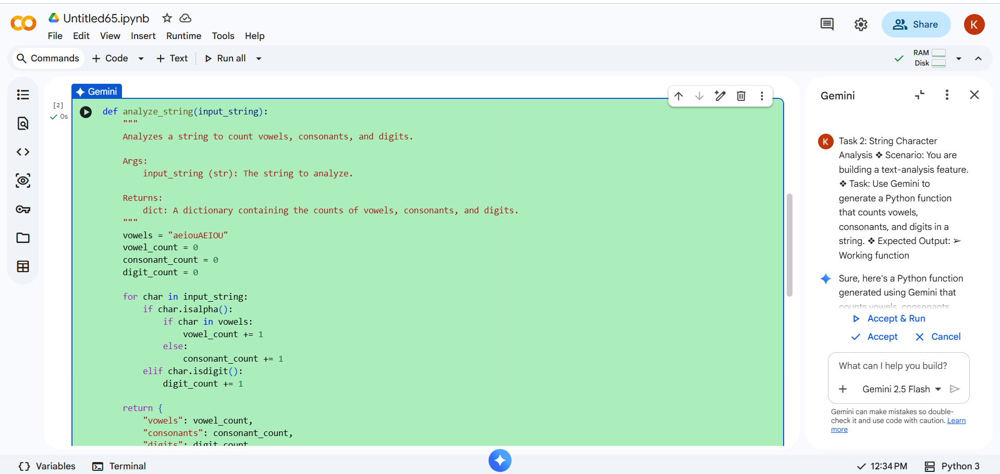 Untitled65.ipynb
File Edit View Insert Runtime Tools Help
Share
K
Commands + Code + Text Run all
RAM
Disk
Gemini
[2]
0s
def analyze_string(input_string):
"""
Analyzes a string to count vowels, consonants, and digits.
Args:
input_string (str): The string to analyze.
Returns:
dict: A dictionary containing the counts of vowels, consonants, and digits.
"""
vowels = "aeiouAEIOU"
vowel_count = 0
consonant_count = 0
digit_count = 0
for char in input_string:
if char.isalpha():
if char in vowels:
vowel_count += 1
else:
consonant_count += 1
elif char.isdigit():
digit_count += 1
return {
"vowels": vowel_count,
"consonants": consonant_count,
"digits": digit_count
Gemini
K
Task 2: String Character
Analysis ❖ Scenario: You are
building a text-analysis feature.
❖ Task: Use Gemini to
generate a Python function
that counts vowels,
consonants, and digits in a
string. ❖ Expected Output: ➢
Working function
Sure, here's a Python function
generated using Gemini that
counts vowels, consonants,
Accept & Run
Accept Cancel
What can I help you build?
+ Gemini 2.5 Flash
Gemini can make mistakes so double-
check it and use code with caution. Learn
more
{} Variables Terminal
12:34 PM Python 3